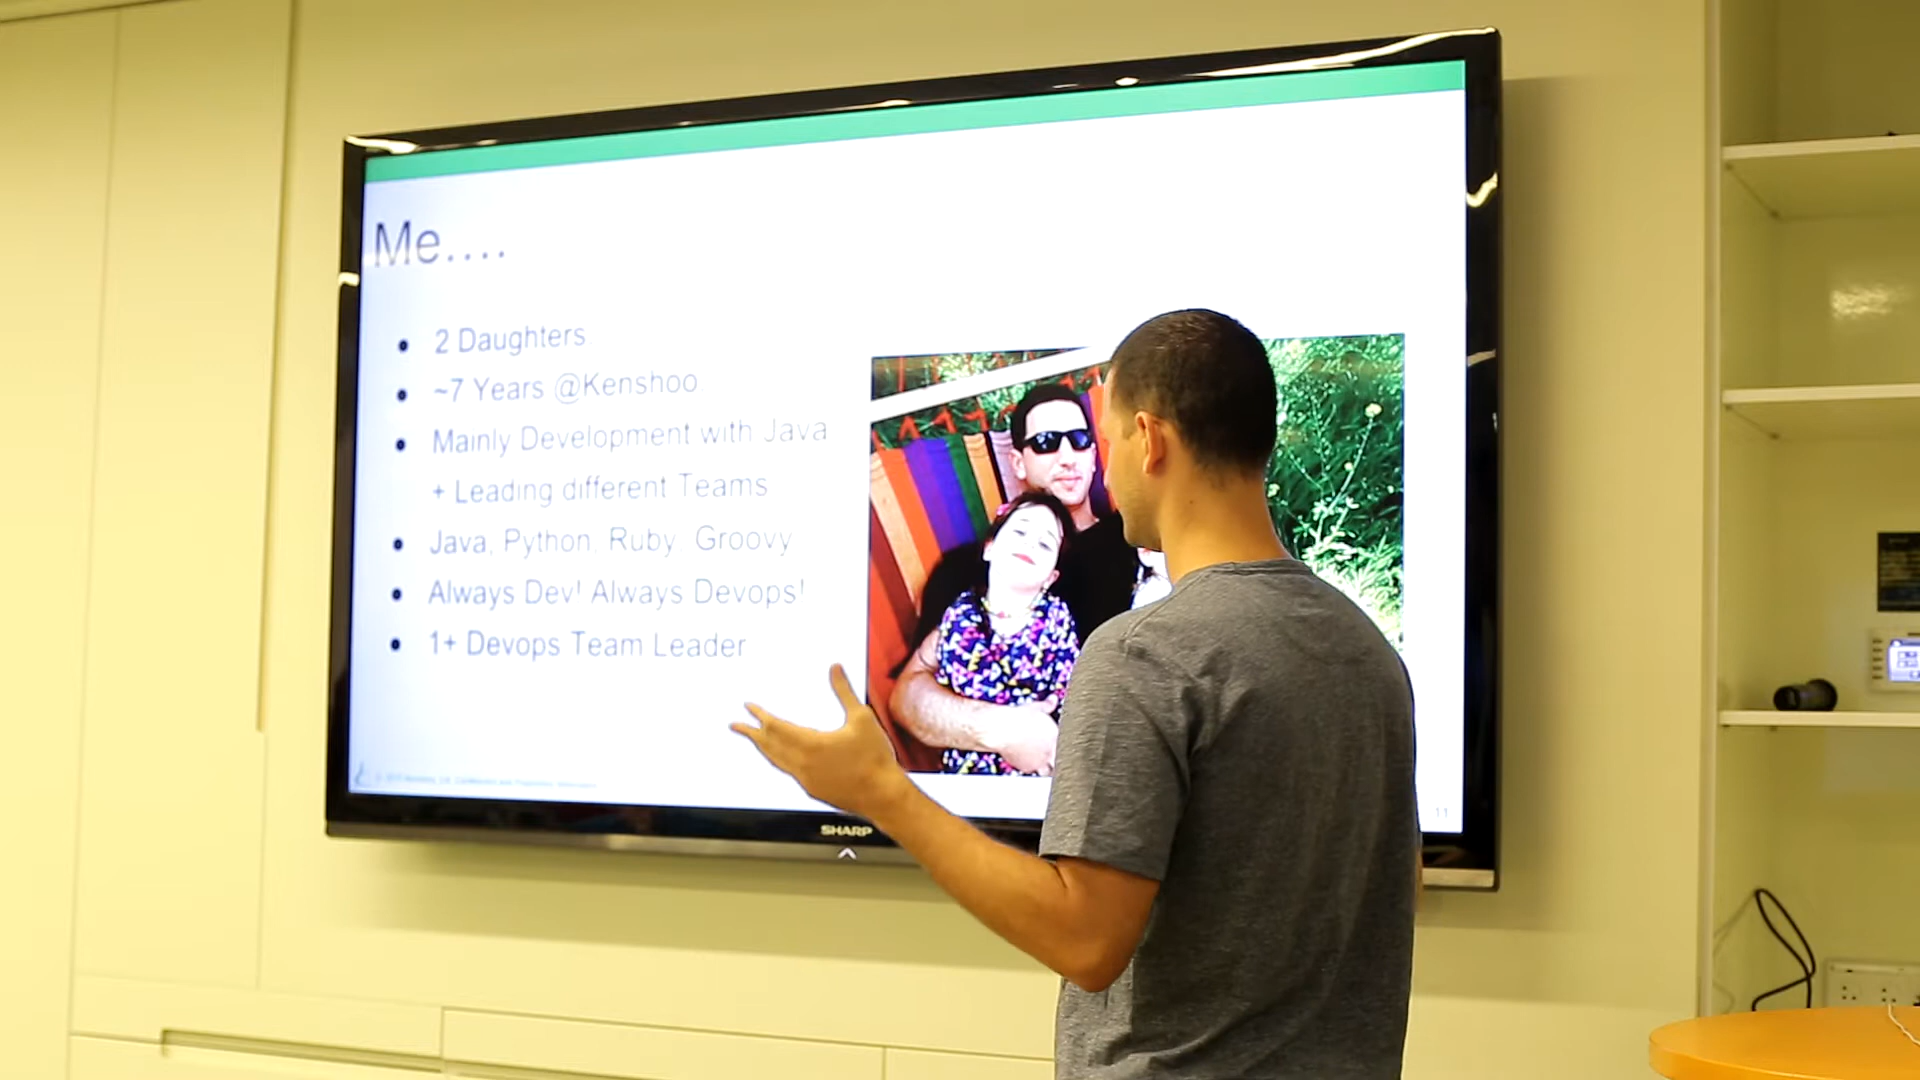 Me....
2 Daughters
~7 Years @Kenshoo
Mainly Development with Java
+ Leading different Teams
Java, Python, Ruby, Groovy
Always Dev! Always Devops!
1+ Devops Team Leader
11
SHARP